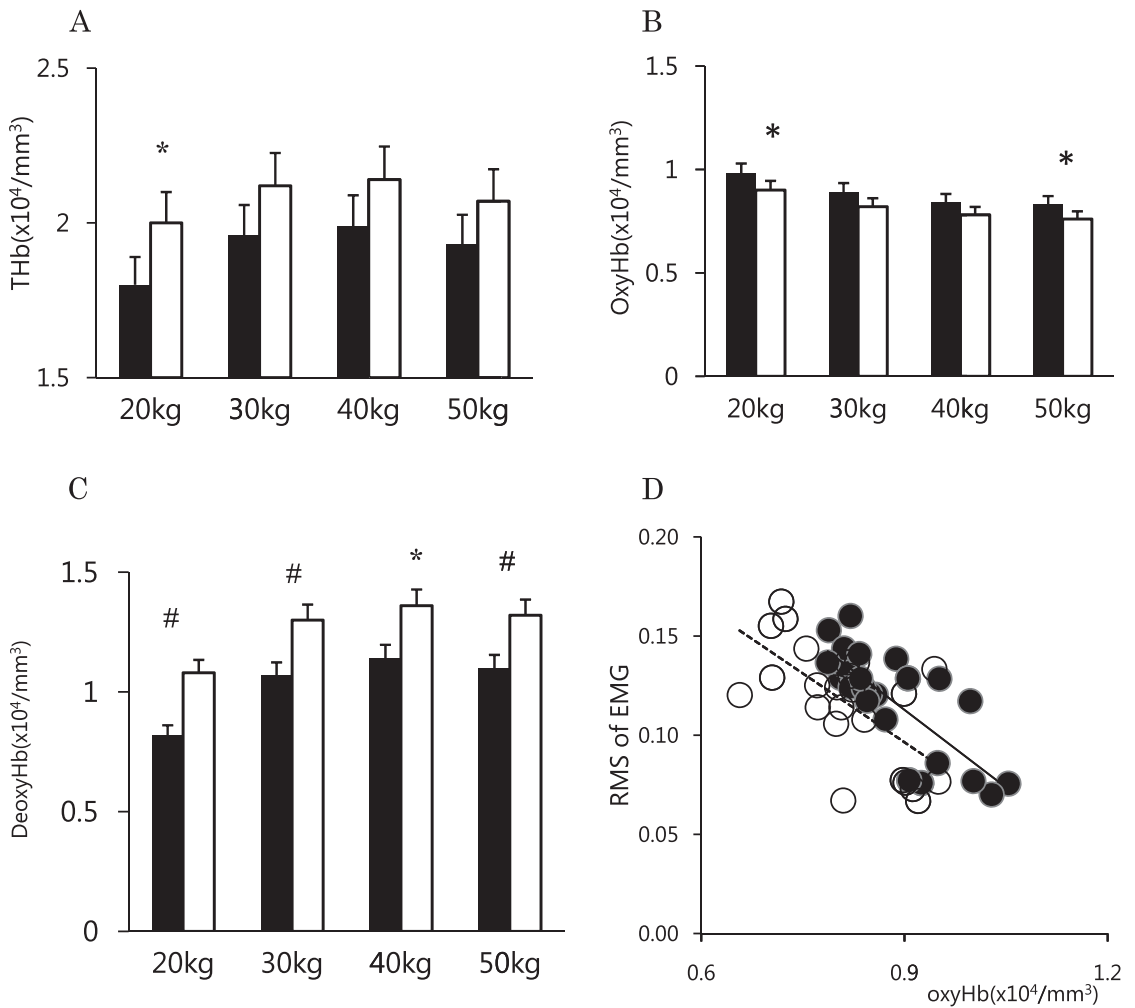 A
THb(x10⁴/mm³)
2.5
2
1.5
*
20kg 30kg 40kg 50kg
B
OxyHb(x10⁴/mm³)
1.5
1
0.5
0
* *
20kg 30kg 40kg 50kg
C
DeoxyHb(x10⁴/mm³)
1.5
1
0.5
0
# # * #
20kg 30kg 40kg 50kg
D
RMS of EMG
0.20
0.15
0.10
0.05
0.00
0.6 0.9 1.2
oxyHb(x10⁴/mm³)